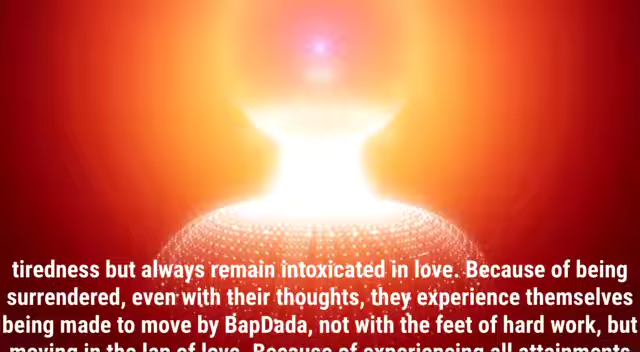 tiredness but always remain intoxicated in love. Because of being
surrendered, even with their thoughts, they experience themselves
being made to move by BapDada, not with the feet of hard work, but
moving in the lap of love. Because of experiencing all attainments